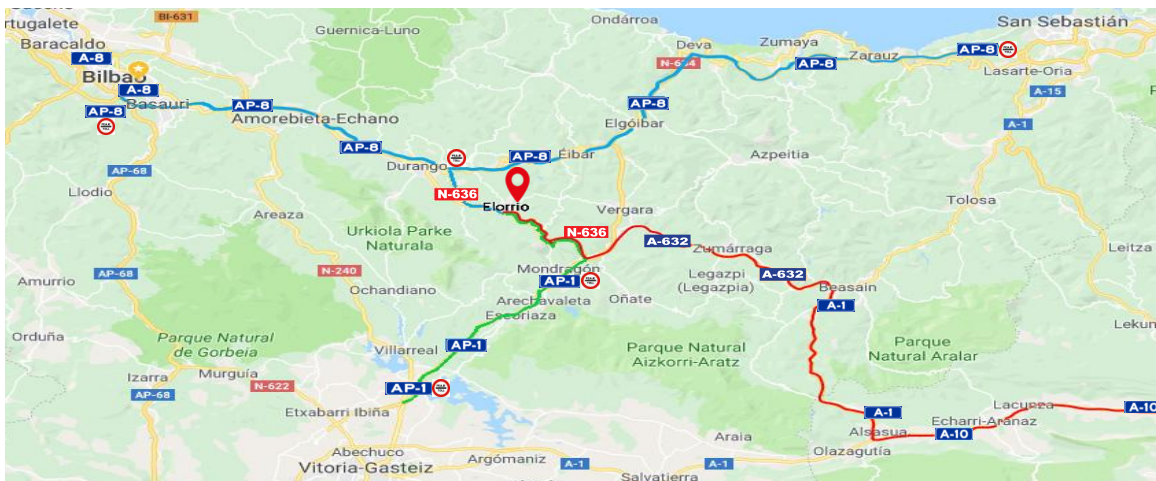 BI-631
Ondárroa
San Sebastián
Portugalete
Guernica-Luno
Deva
Zumaya
Zarauz
AP-8
Baracaldo
A-8
N-634
AP-8
Lasarte-Oria
Bilbao
A-8
A-15
AP-8
Basauri
AP-8
AP-8
Amorebieta-Echano
Elgóibar
A-1
AP-8
AP-8
Éibar
Azpeitia
Durango
AP-68
Llodio
N-636
Elorrio
Vergara
Tolosa
Areaza
N-636
Urkiola Parke
Naturala
A-632
Zumárraga
Leitza
AP-68
N-240
Mondragón
A-632
Amurrio
AP-1
Legazpi
(Legazpia)
Beasain
Ochandiano
Arechavaleta
Oñate
A-1
Escoriaza
Lekun
Orduña
Parque Natural
de Gorbeia
AP-1
Parque Natural
Aizkorri-Aratz
Parque
Natural Aralar
Villarreal
Izarra
Murguía
N-622
AP-1
AP-68
Lacunza
Etxabarri Ibiña
A-1
Echarri-Aranaz
A-10
Alsasua
A-10
Araia
Abechuco
Olazagutía
Argómaniz
A-1
A-1
Vitoria-Gasteiz
Salvatierra